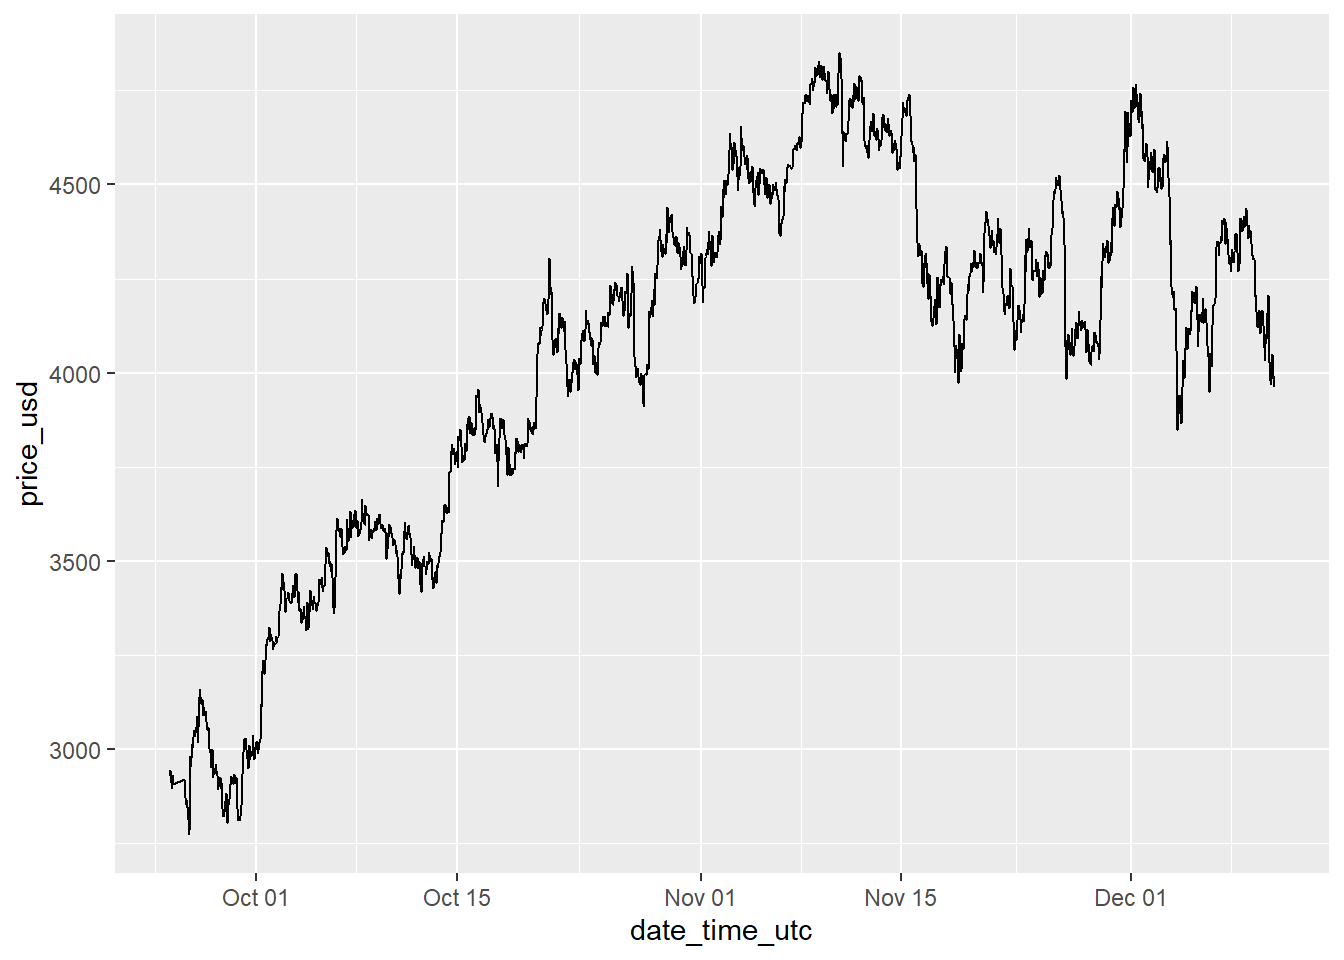 price_usd
4500
4000
3500
3000
Oct 01
Oct 15
Nov 01
Nov 15
Dec 01
date_time_utc